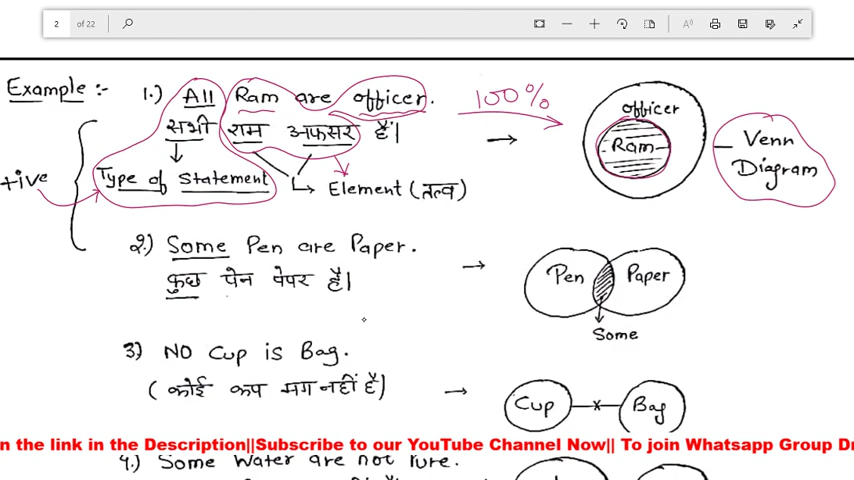 2 of 22
Example :-
1.) All Ram are officer.
100%
सभी राम अफसर हैं|
officer
Ram
Venn
Diagram
+ive
Type of Statement
Element (तत्व)
2.) Some Pen are Paper.
कुछ पेन पेपर है|
Pen Paper
Some
3) NO Cup is Bag.
(कोई कप मग नहीं है)
Cup x Bag
n the link in the Description||Subscribe to our YouTube Channel Now|| To join Whatsapp Group D
4.) Some Water are not Pure.